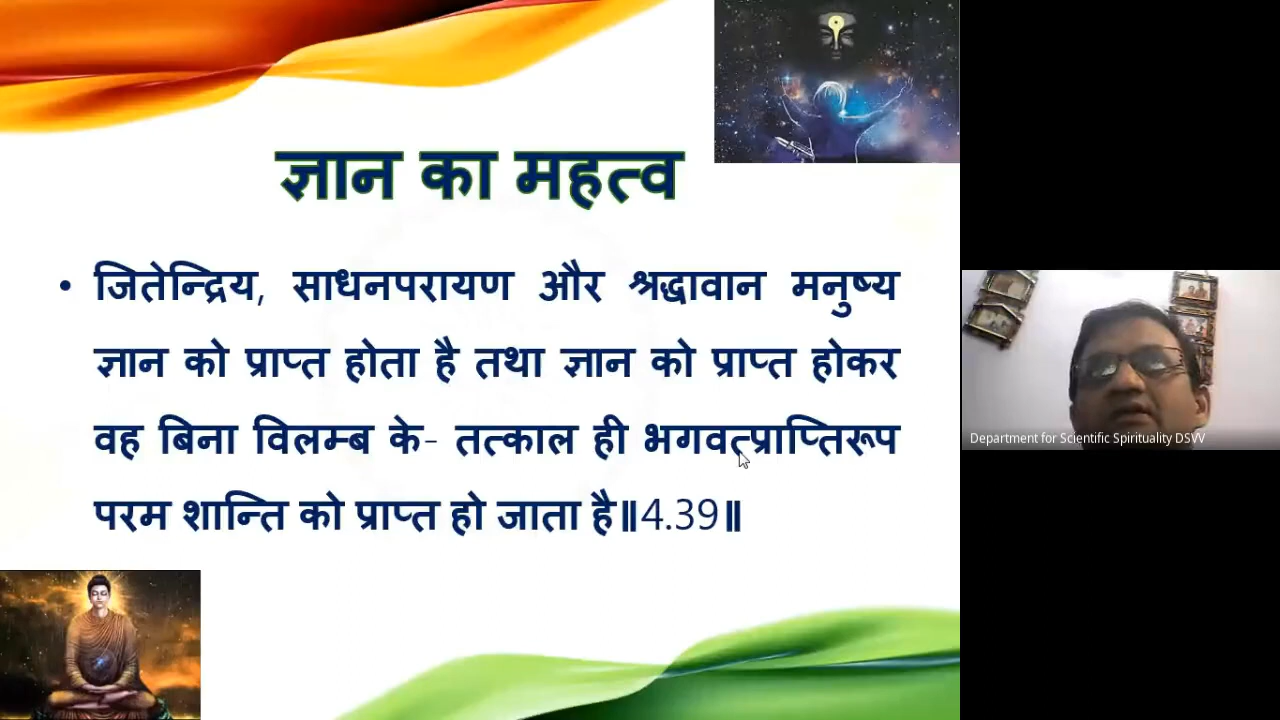 ज्ञान का महत्व
• जितेन्द्रिय, साधनपरायण और श्रद्धावान मनुष्य
ज्ञान को प्राप्त होता है तथा ज्ञान को प्राप्त होकर
वह बिना विलम्ब के- तत्काल ही भगवत्प्राप्तिरूप
परम शान्ति को प्राप्त हो जाता है॥4.39॥
Department for Scientific Spirituality DSVV